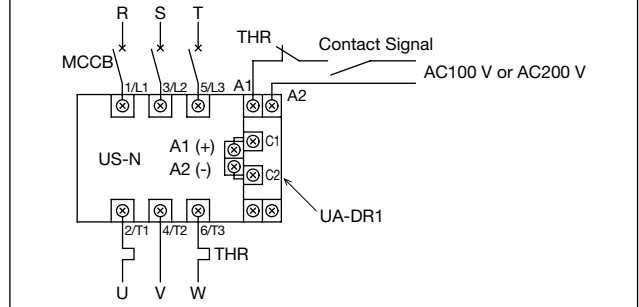 R S T
THR
Contact Signal
MCCB
AC100 V or AC200 V
1/L1 3/L2 5/L3 A1
A2
A1 (+)
C1
US-N
A2 (-)
C2
UA-DR1
2/T1 4/T2 6/T3
THR
U V W